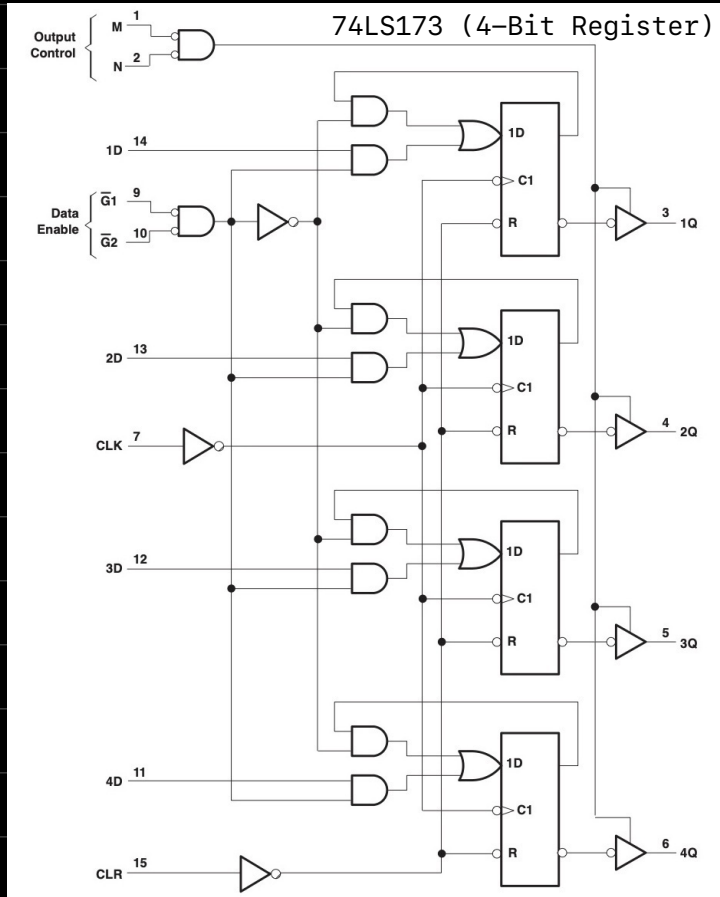 74LS173 (4–Bit Register)
Output
Control
M 1
N 2
1D 14
Data
Enable
G̅1 9
G̅2 10
1D
C1
R
3 1Q
2D 13
1D
C1
R
4 2Q
CLK 7
3D 12
1D
C1
R
5 3Q
4D 11
1D
C1
R
6 4Q
CLR 15